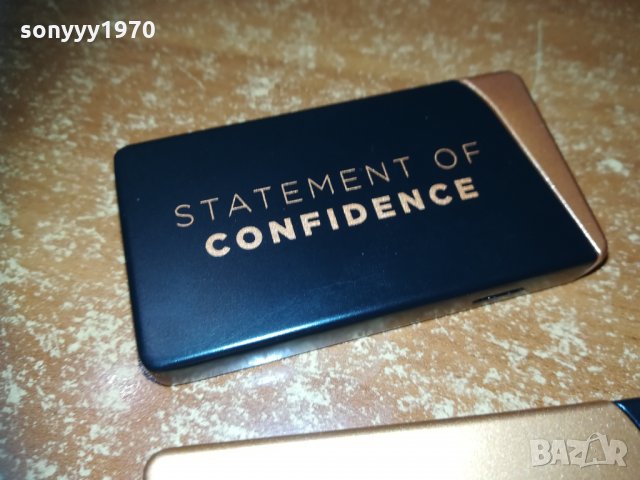 sonyyy1970
STATEMENT OF
CONFIDENCE
BAZAR